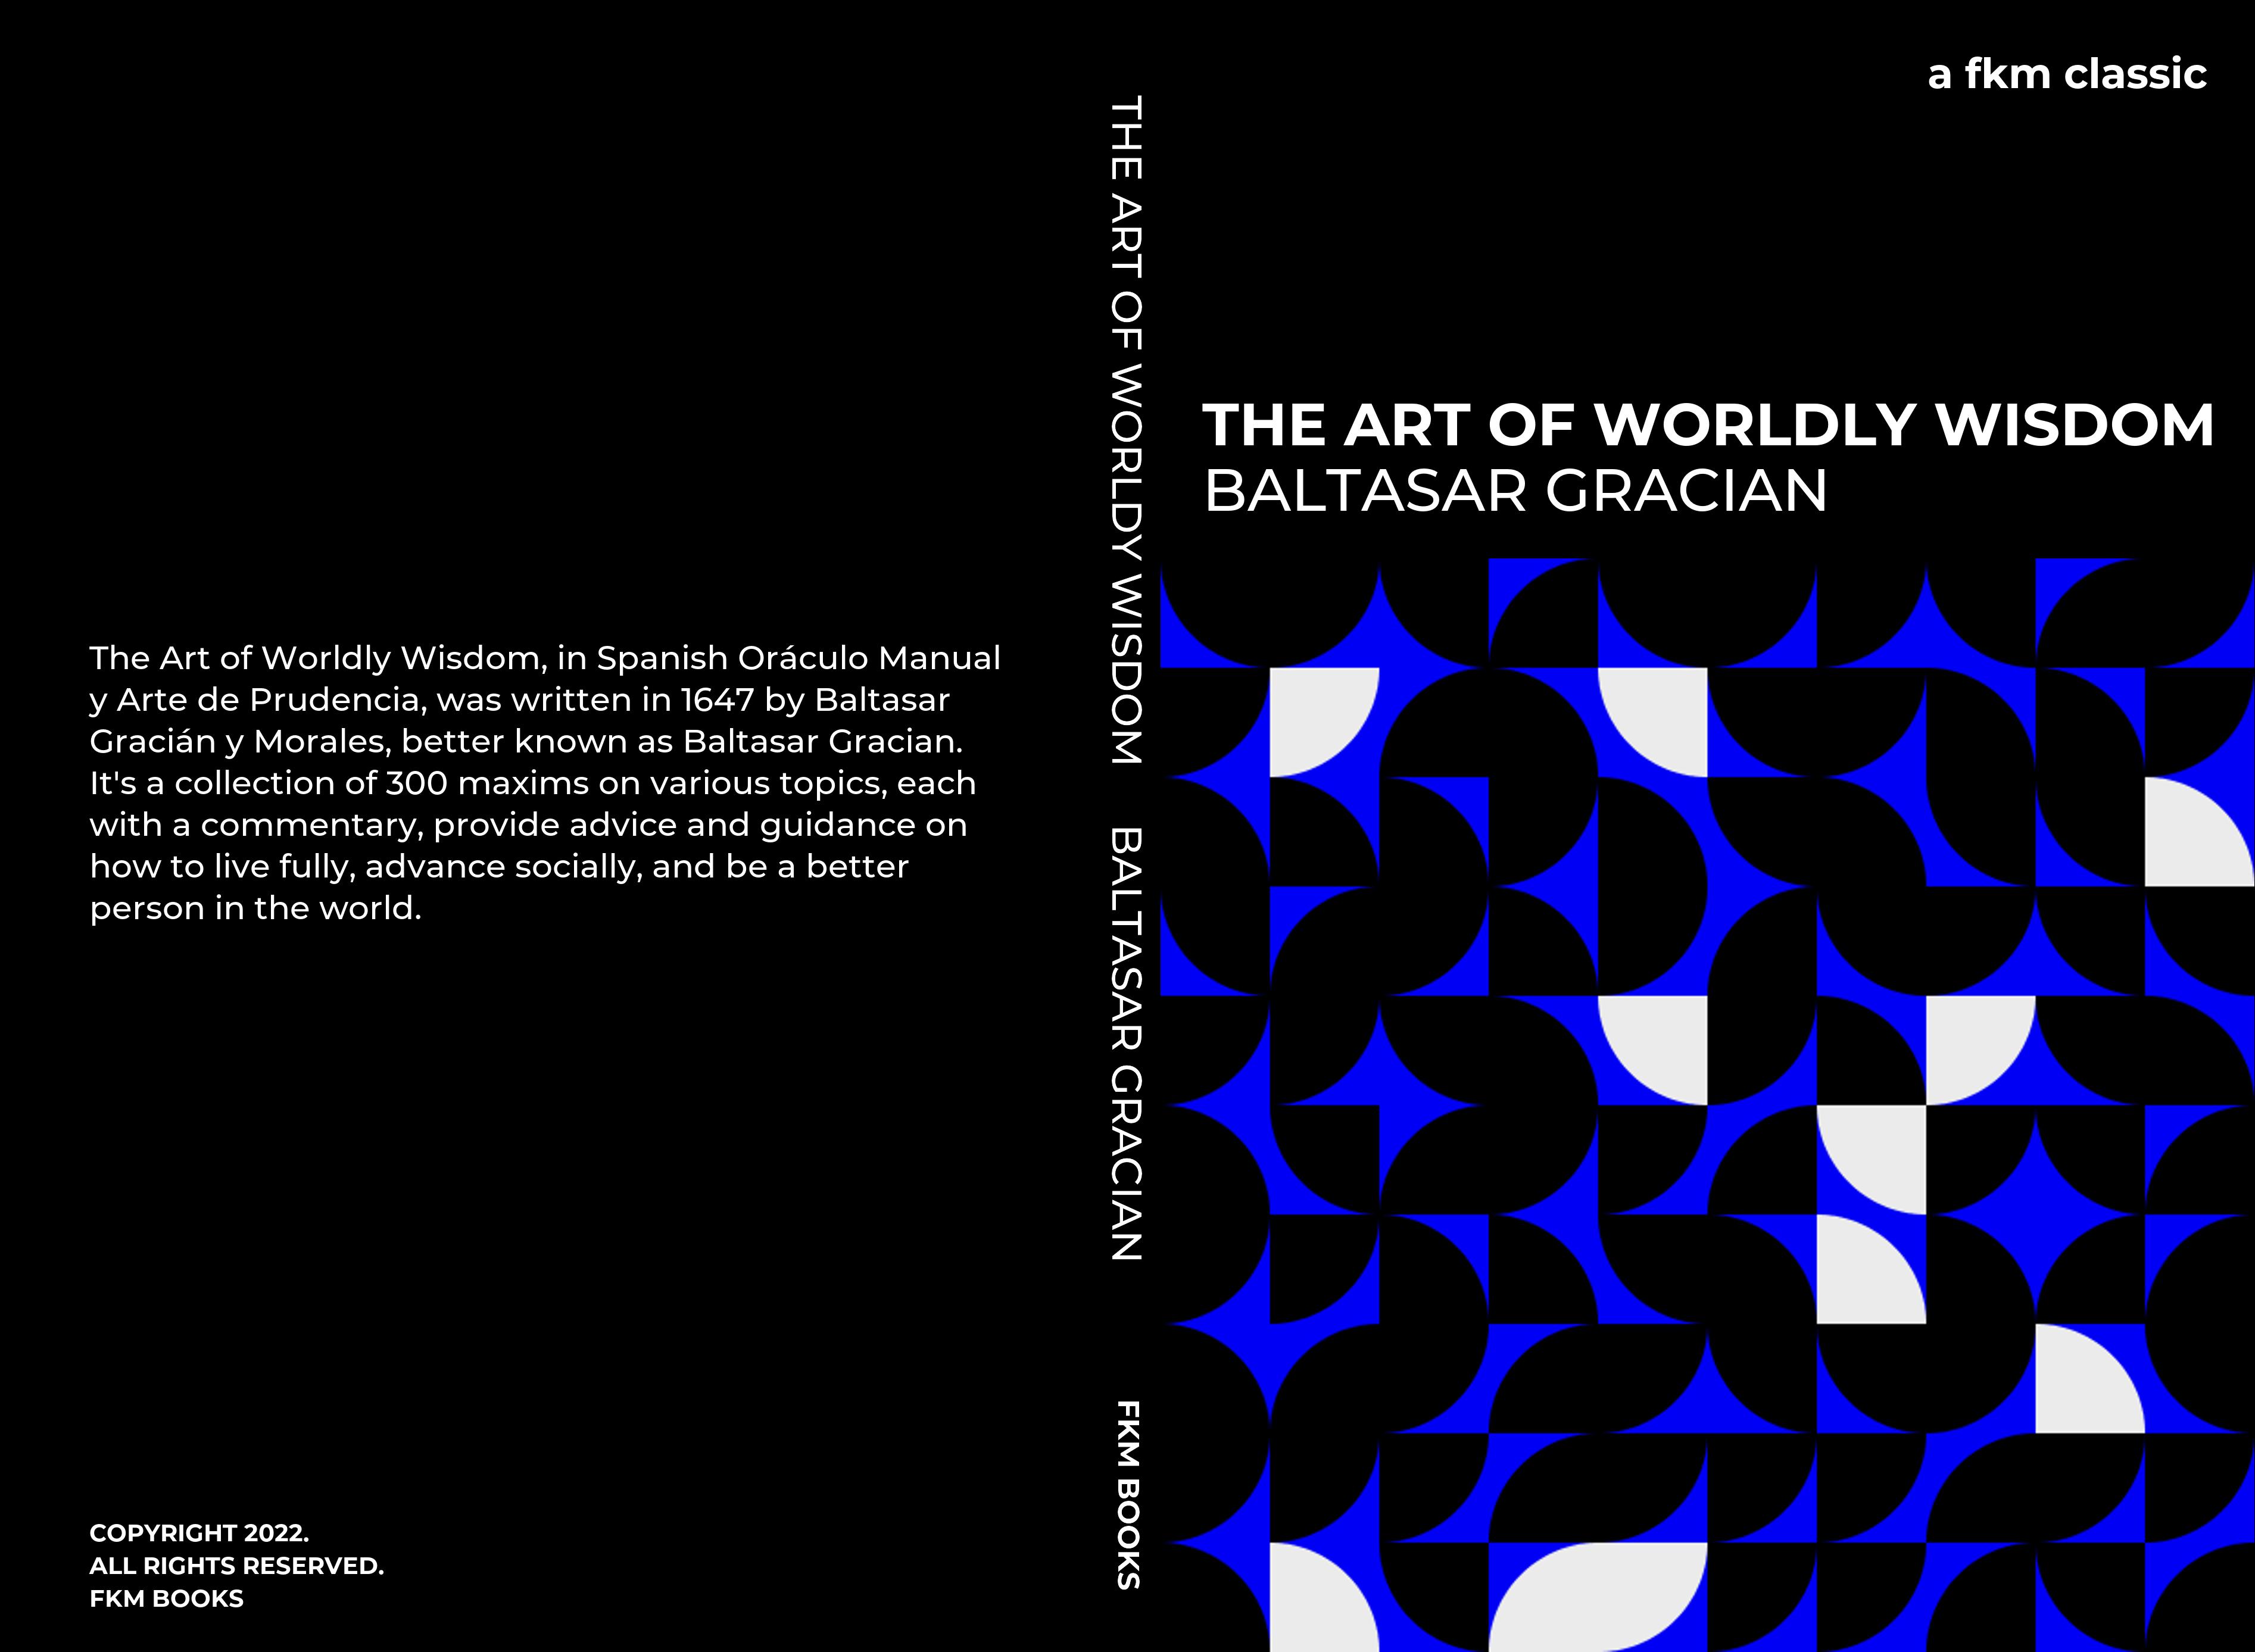 a fkm classic
THE ART OF WORLDLY WISDOM
BALTASAR GRACIAN
THE ART OF WORLDY WISDOM BALTASAR GRACIAN FKM BOOKS
The Art of Worldly Wisdom, in Spanish Oráculo Manual
y Arte de Prudencia, was written in 1647 by Baltasar
Gracián y Morales, better known as Baltasar Gracian.
It's a collection of 300 maxims on various topics, each
with a commentary, provide advice and guidance on
how to live fully, advance socially, and be a better
person in the world.
COPYRIGHT 2022.
ALL RIGHTS RESERVED.
FKM BOOKS